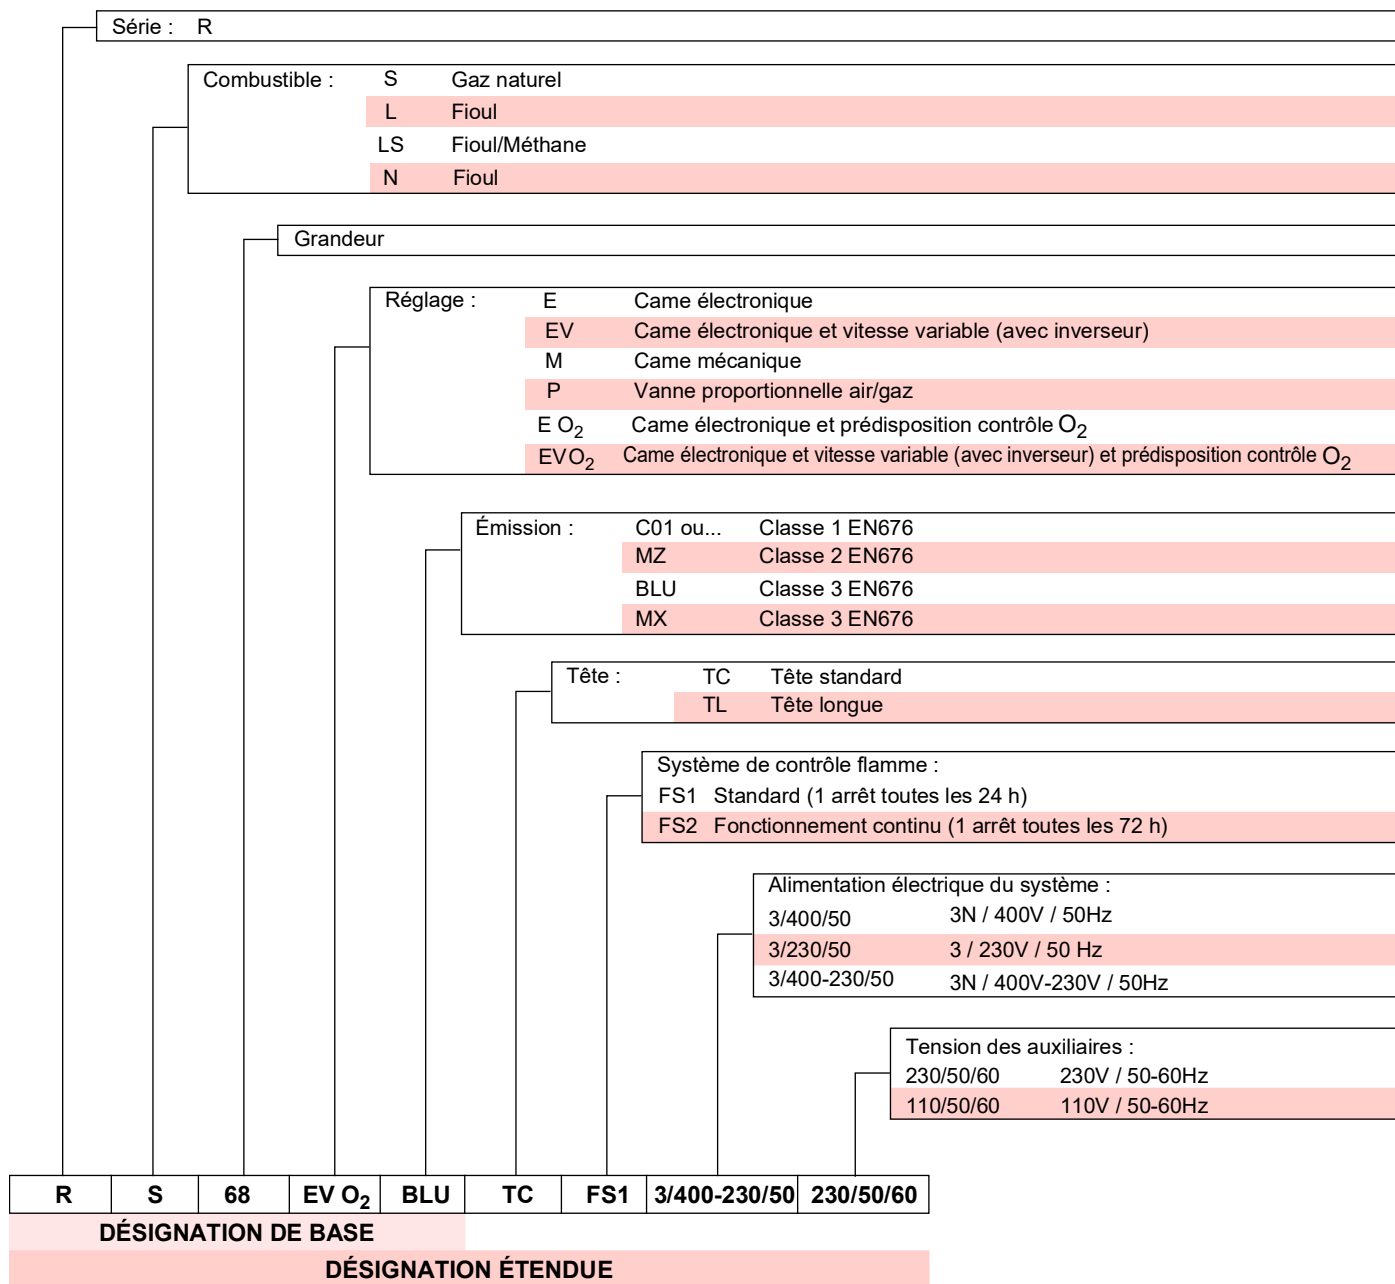 Série : R
Combustible : S Gaz naturel
L Fioul
LS Fioul/Méthane
N Fioul
Grandeur
Réglage : E Came électronique
EV Came électronique et vitesse variable (avec inverseur)
M Came mécanique
P Vanne proportionnelle air/gaz
E O2 Came électronique et prédisposition contrôle O2
EVO2 Came électronique et vitesse variable (avec inverseur) et prédisposition contrôle O2
Émission : C01 ou... Classe 1 EN676
MZ Classe 2 EN676
BLU Classe 3 EN676
MX Classe 3 EN676
Tête : TC Tête standard
TL Tête longue
Système de contrôle flamme :
FS1 Standard (1 arrêt toutes les 24 h)
FS2 Fonctionnement continu (1 arrêt toutes les 72 h)
Alimentation électrique du système :
3/400/50 3N / 400V / 50Hz
3/230/50 3 / 230V / 50 Hz
3/400-230/50 3N / 400V-230V / 50Hz
Tension des auxiliaires :
230/50/60 230V / 50-60Hz
110/50/60 110V / 50-60Hz
R S 68 EV O2 BLU TC FS1 3/400-230/50 230/50/60
DÉSIGNATION DE BASE
DÉSIGNATION ÉTENDUE